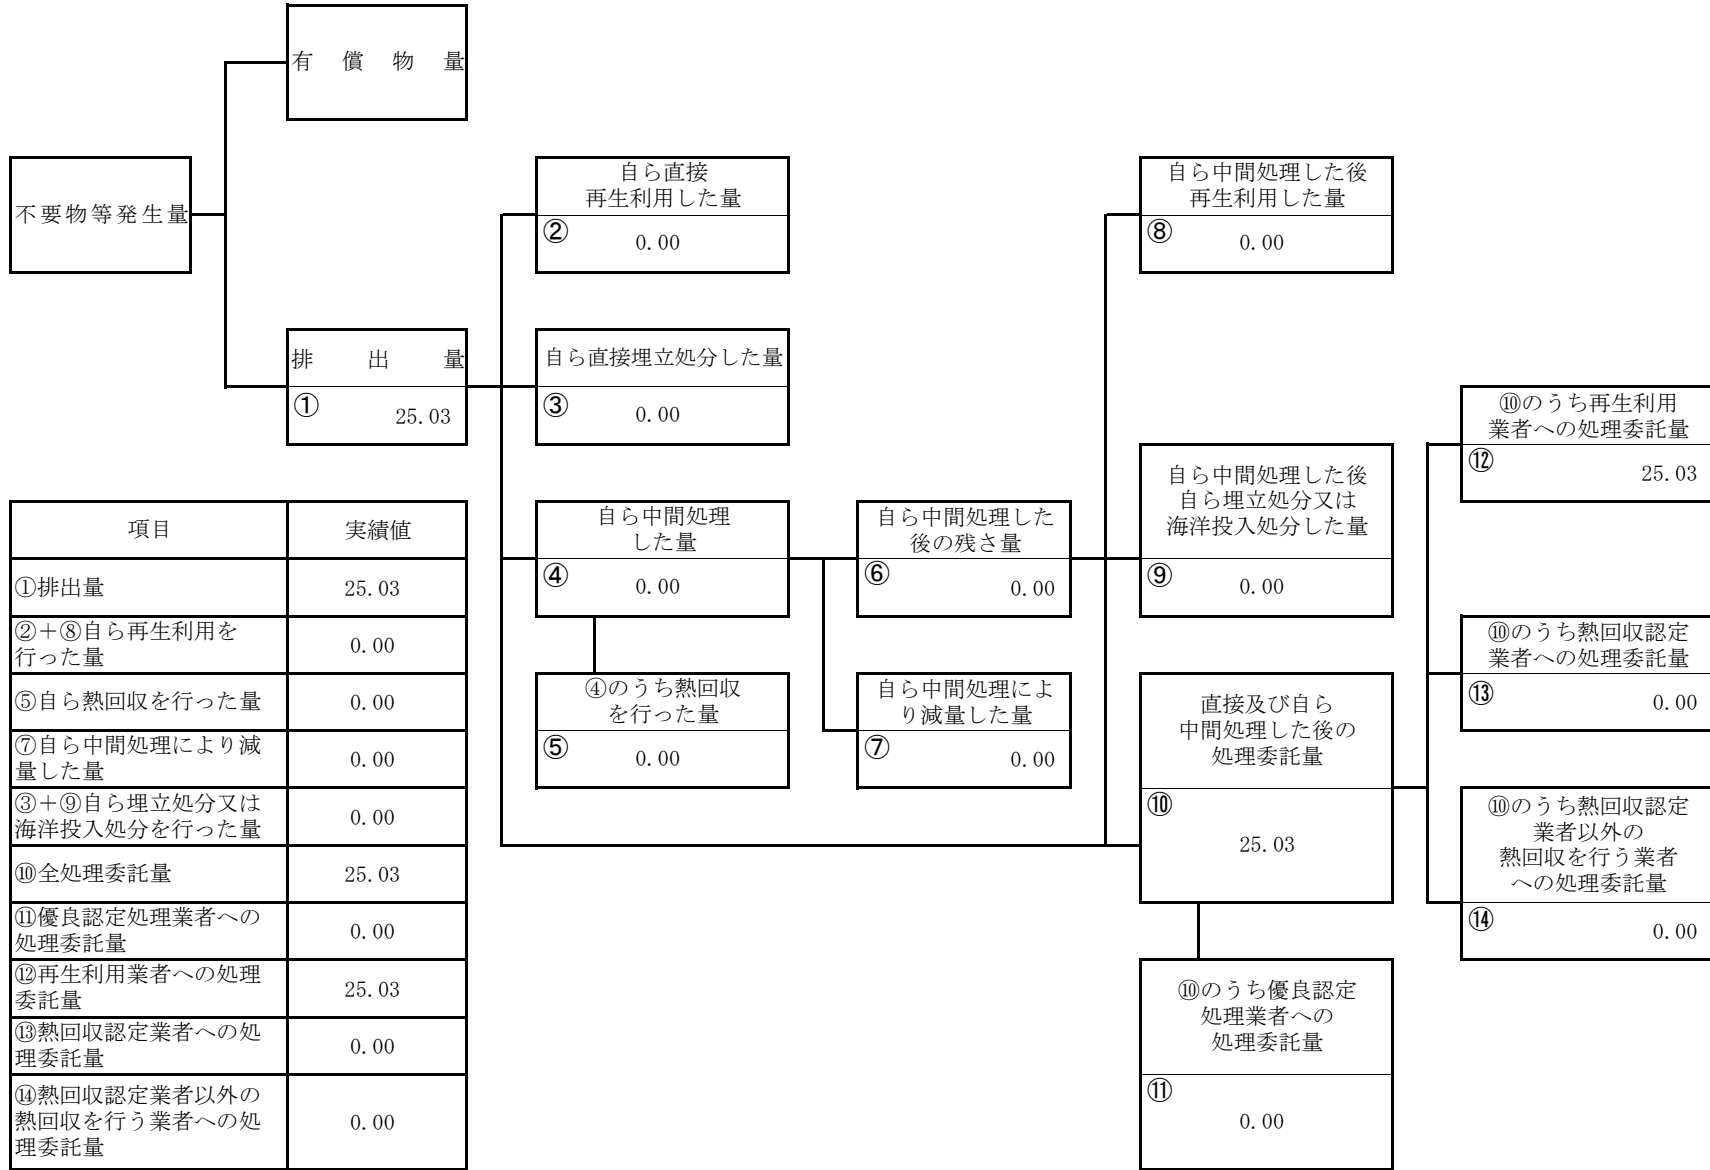 有償物量
不要物等発生量
排出量
①
25.03
自ら直接
再生利用した量
②
0.00
自ら直接埋立処分した量
③
0.00
自ら中間処理
した量
④
0.00
④のうち熱回収
を行った量
⑤
0.00
自ら中間処理した
後の残さ量
⑥
0.00
自ら中間処理によ
り減量した量
⑦
0.00
自ら中間処理した後
再生利用した量
⑧
0.00
自ら中間処理した後
自ら埋立処分又は
海洋投入処分した量
⑨
0.00
直接及び自ら
中間処理した後の
処理委託量
⑩
25.03
⑩のうち優良認定
処理業者への
処理委託量
⑪
0.00
⑩のうち再生利用
業者への処理委託量
⑫
25.03
⑩のうち熱回収認定
業者への処理委託量
⑬
0.00
⑩のうち熱回収認定
業者以外の
熱回収を行う業者
への処理委託量
⑭
0.00
項目 実績値
①排出量 25.03
②＋⑧自ら再生利用を
行った量 0.00
⑤自ら熱回収を行った量 0.00
⑦自ら中間処理により減
量した量 0.00
③＋⑨自ら埋立処分又は
海洋投入処分を行った量 0.00
⑩全処理委託量 25.03
⑪優良認定処理業者への
処理委託量 0.00
⑫再生利用業者への処理
委託量 25.03
⑬熱回収認定業者への処
理委託量 0.00
⑭熱回収認定業者以外の
熱回収を行う業者への処
理委託量 0.00